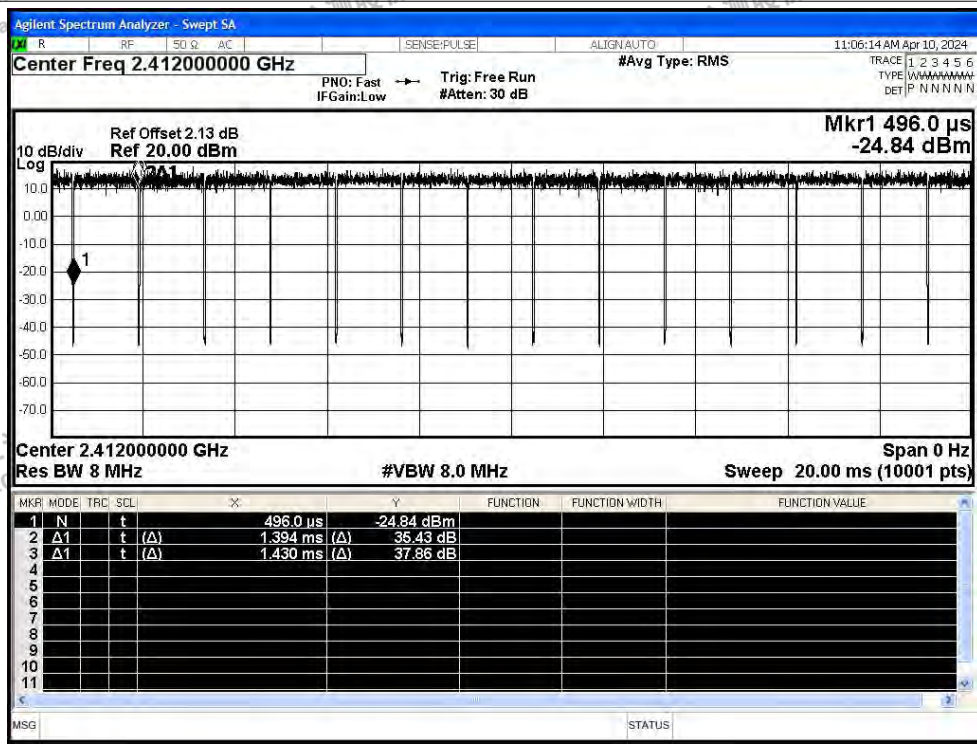 Agilent Spectrum Analyzer - Swept SA
R RF 50 Ω AC SENSE:PULSE ALIGN AUTO 11:06:14 AM Apr 10, 2024
Center Freq 2.412000000 GHz #Avg Type: RMS TRACE 1 2 3 4 5 6
PNO: Fast Trig: Free Run TYPE WWWWWW
IFGain:Low #Atten: 30 dB DET P N N N N N
Mkr1 496.0 µs
Ref Offset 2.13 dB
10 dB/div Ref 20.00 dBm -24.84 dBm
Log
10.0
0.00
-10.0
1
-20.0
-30.0
-40.0
-50.0
-60.0
-70.0
Center 2.412000000 GHz Span 0 Hz
Res BW 8 MHz #VBW 8.0 MHz Sweep 20.00 ms (10001 pts)
MKR MODE TRC SCL X Y FUNCTION FUNCTION WIDTH FUNCTION VALUE
1 N t 496.0 µs -24.84 dBm
2 Δ1 t (Δ) 1.394 ms (Δ) 35.43 dB
3 Δ1 t (Δ) 1.430 ms (Δ) 37.86 dB
4
5
6
7
8
9
10
11
MSG STATUS